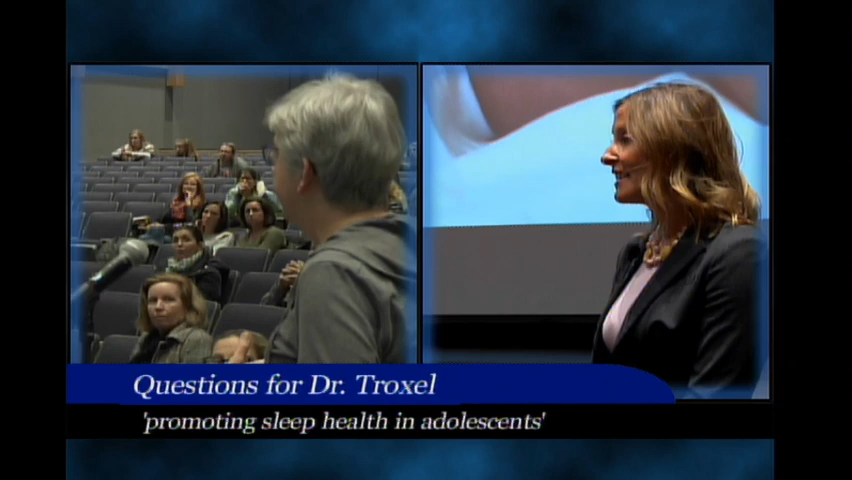 Questions for Dr. Troxel
'promoting sleep health in adolescents'